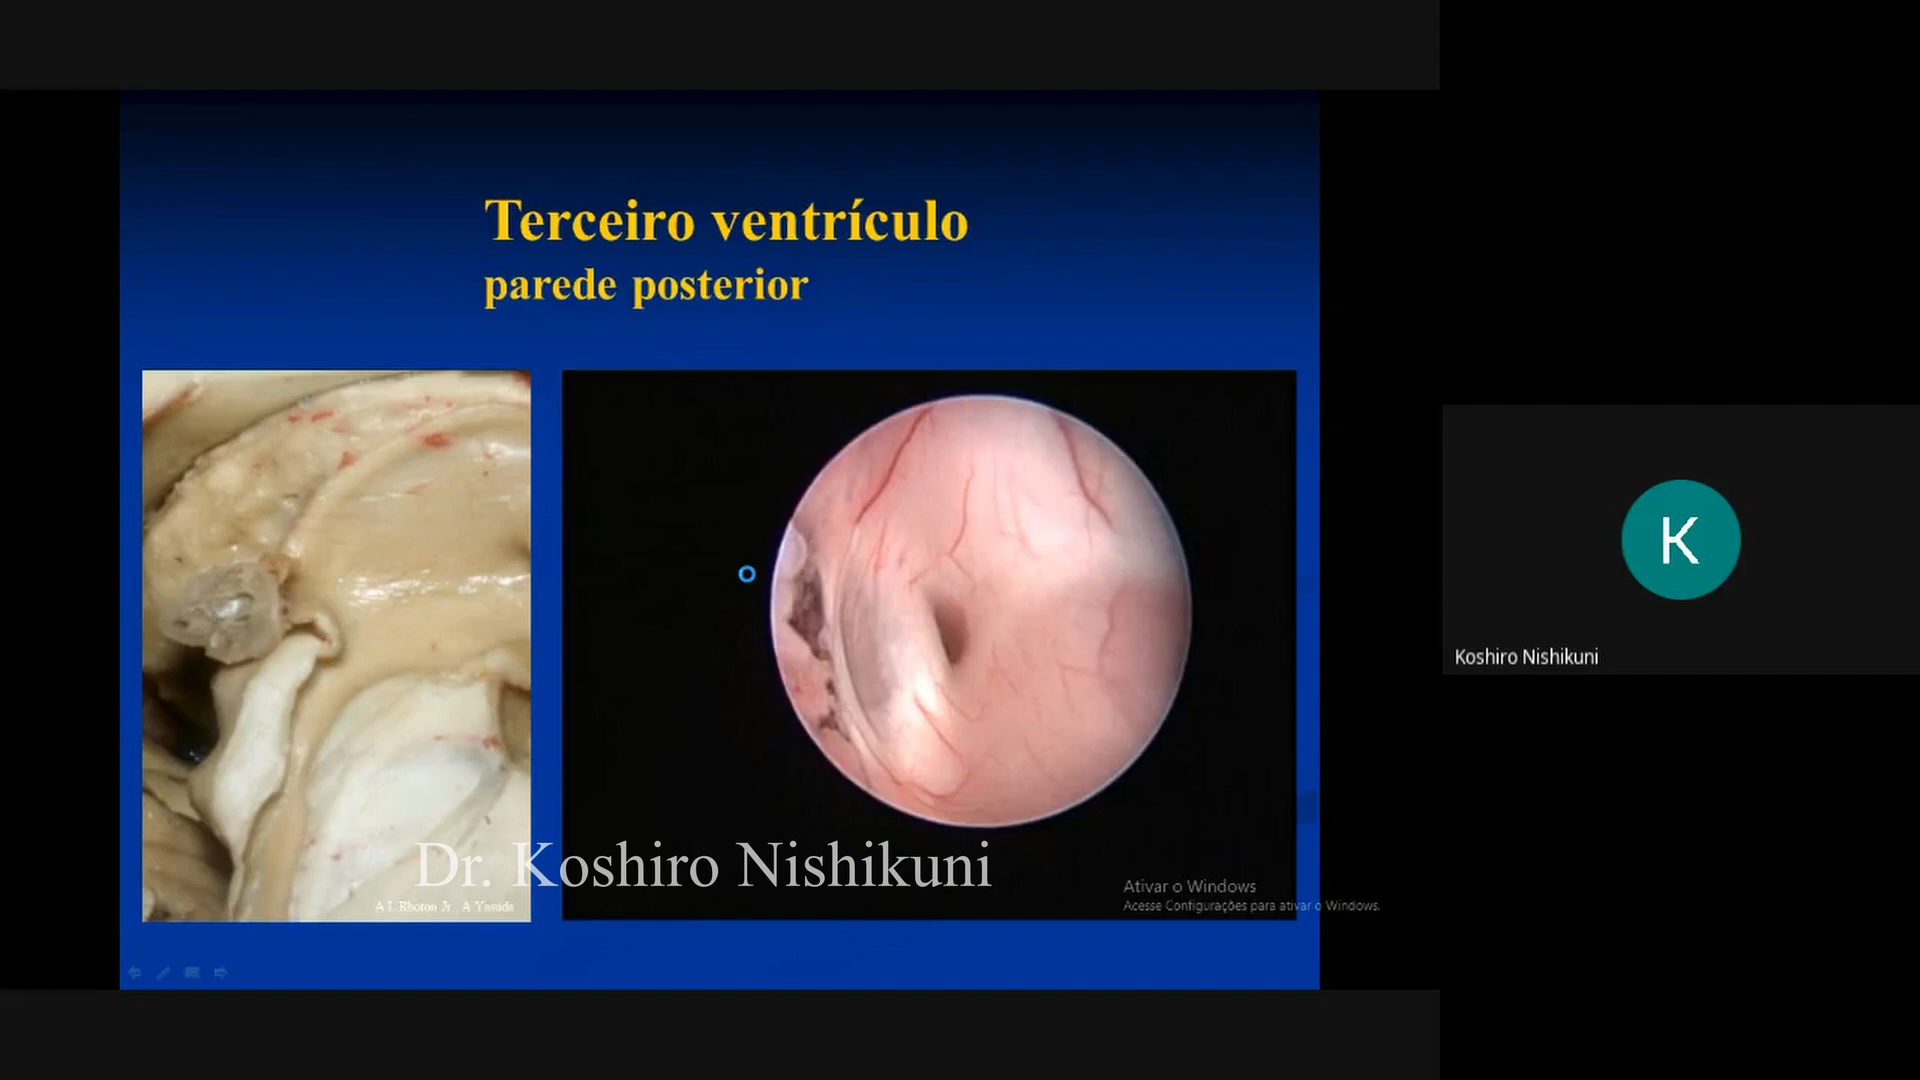 Terceiro ventrículo
parede posterior
K
Koshiro Nishikuni
Dr. Koshiro Nishikuni
A L Rhoton Jr A Yasuda
Ativar o Windows
Acesse Configurações para ativar o Windows.